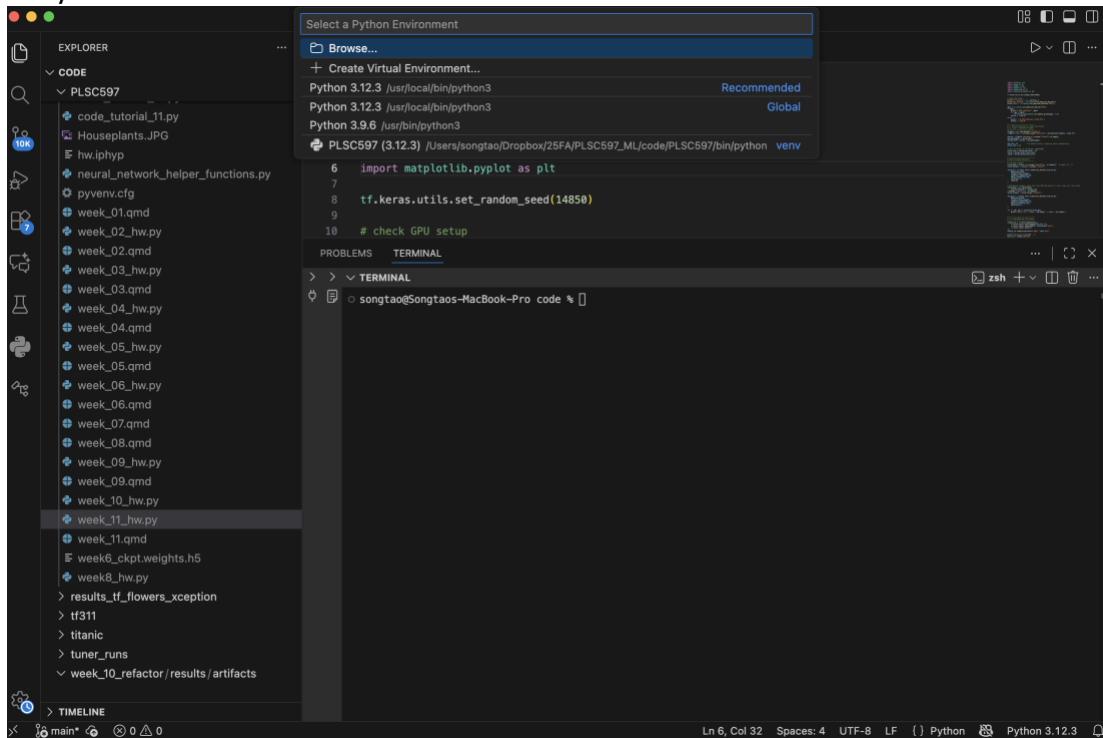 Select a Python Environment
Browse...
+ Create Virtual Environment...
Python 3.12.3 /usr/local/bin/python3 Recommended
Python 3.12.3 /usr/local/bin/python3 Global
Python 3.9.6 /usr/bin/python3
PLSC597 (3.12.3) /Users/songtao/Dropbox/25FA/PLSC597_ML/code/PLSC597/bin/python venv
EXPLORER ...
CODE
PLSC597
code_tutorial_11.py
Houseplants.JPG
hw.iphyp
neural_network_helper_functions.py
pyvenv.cfg
week_01.qmd
week_02_hw.py
week_02.qmd
week_03_hw.py
week_03.qmd
week_04_hw.py
week_04.qmd
week_05_hw.py
week_05.qmd
week_06_hw.py
week_06.qmd
week_07.qmd
week_08.qmd
week_09_hw.py
week_09.qmd
week_10_hw.py
week_11_hw.py
week_11.qmd
week6_ckpt.weights.h5
week8_hw.py
> results_tf_flowers_xception
> tf311
> titanic
> tuner_runs
week_10_refactor/results/artifacts
> TIMELINE
10K
7
6 import matplotlib.pyplot as plt
7
8 tf.keras.utils.set_random_seed(14850)
9
10 # check GPU setup
PROBLEMS TERMINAL
TERMINAL
zsh
songtao@Songtaos-MacBook-Pro code %
main* 0 0 Ln 6, Col 32 Spaces: 4 UTF-8 LF {} Python Python 3.12.3